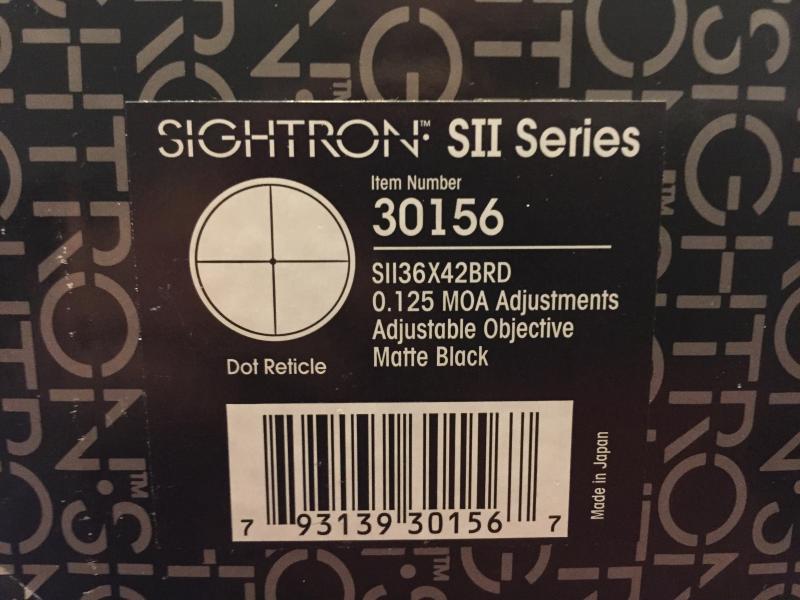 SIGHTRON™ SII Series
Item Number
30156
SII36X42BRD
0.125 MOA Adjustments
Adjustable Objective
Matte Black
Dot Reticle
7 93139 30156 7
Made in Japan